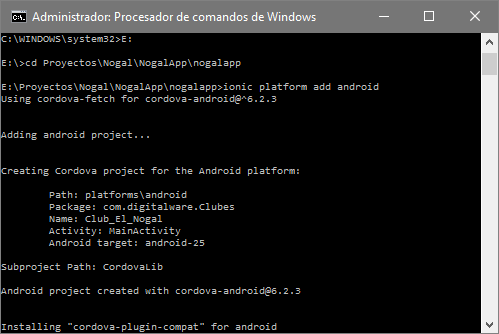 Administrador: Procesador de comandos de Windows
C:\WINDOWS\system32>E:
E:\>cd Proyectos\Nogal\NogalApp\nogalapp
E:\Proyectos\Nogal\NogalApp\nogalapp>ionic platform add android
Using cordova-fetch for cordova-android@^6.2.3
Adding android project...
Creating Cordova project for the Android platform:
Path: platforms\android
Package: com.digitalware.Clubes
Name: Club_El_Nogal
Activity: MainActivity
Android target: android-25
Subproject Path: CordovaLib
Android project created with cordova-android@6.2.3
Installing "cordova-plugin-compat" for android